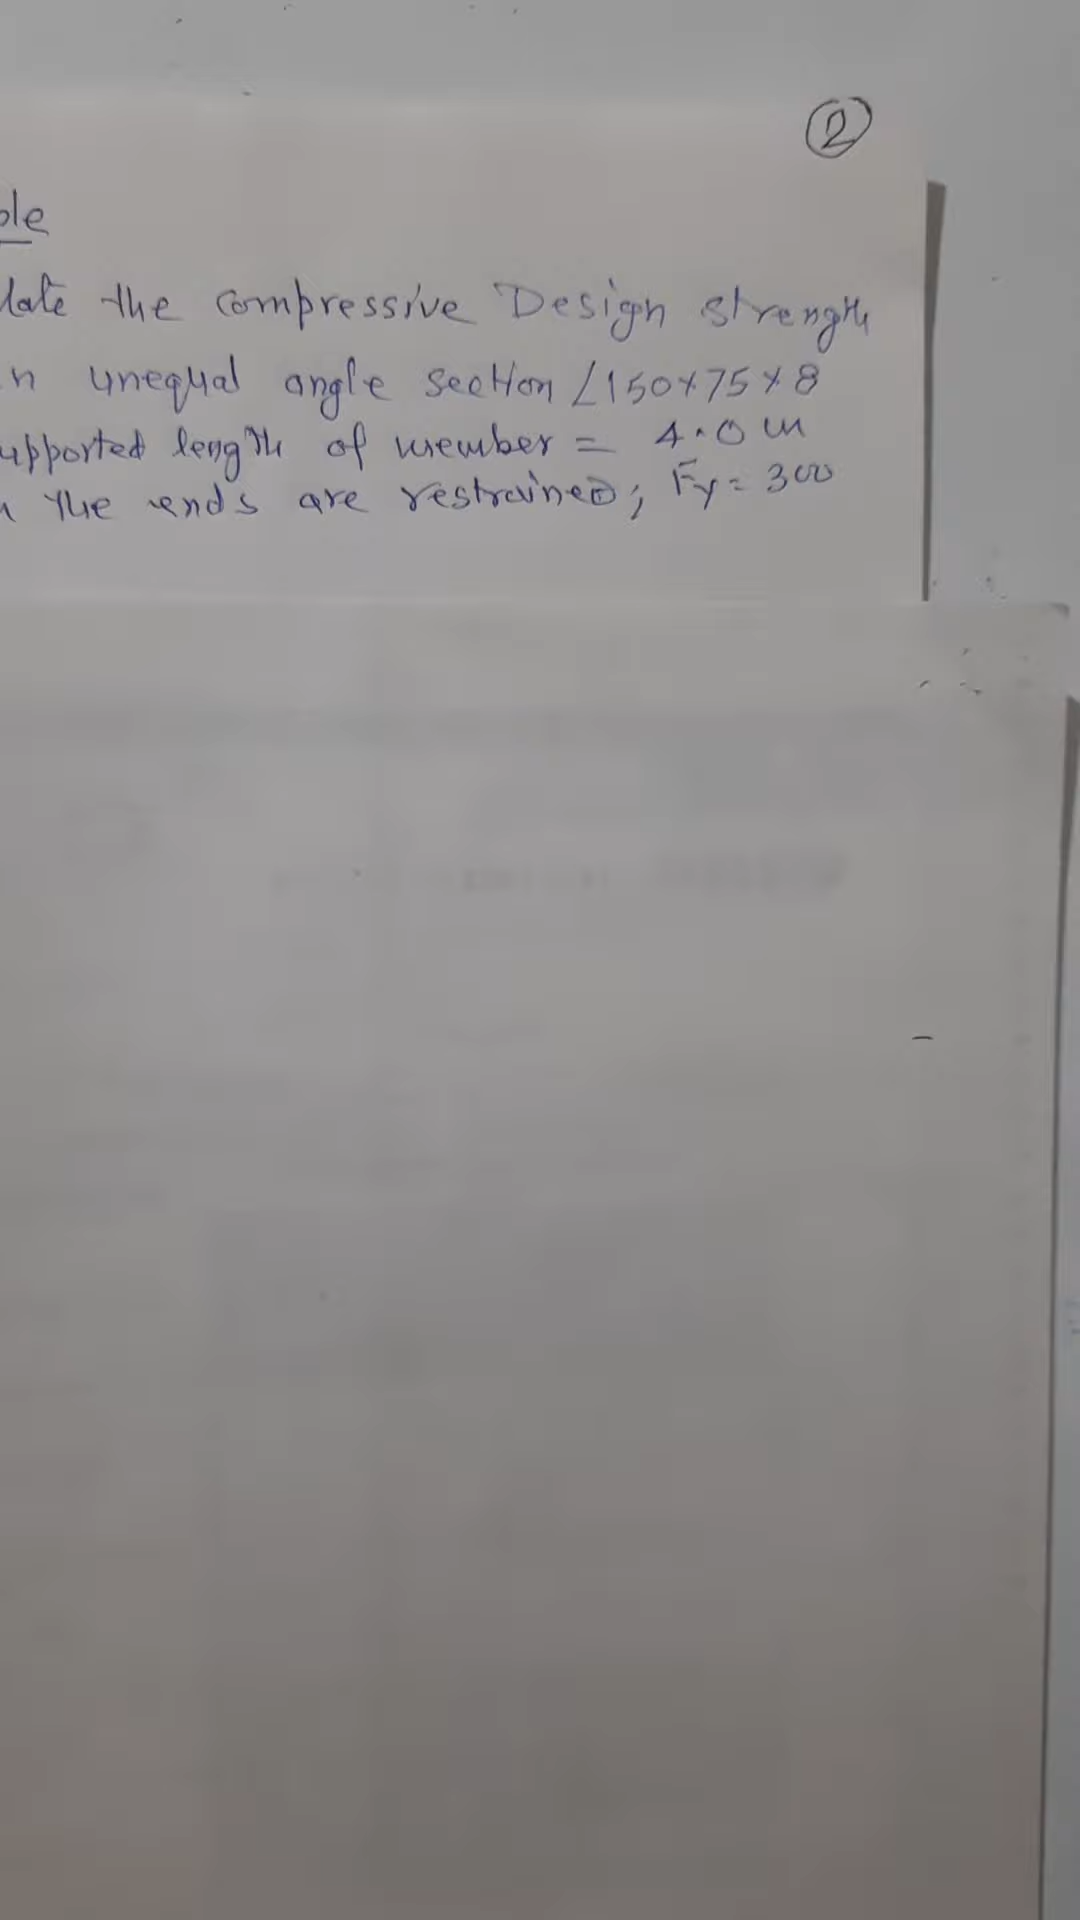 2
ple
late the compressive Design strength
n unequal angle section ∠150×75×8
upported length of member = 4.0 m
the ends are restrained; Fy = 300